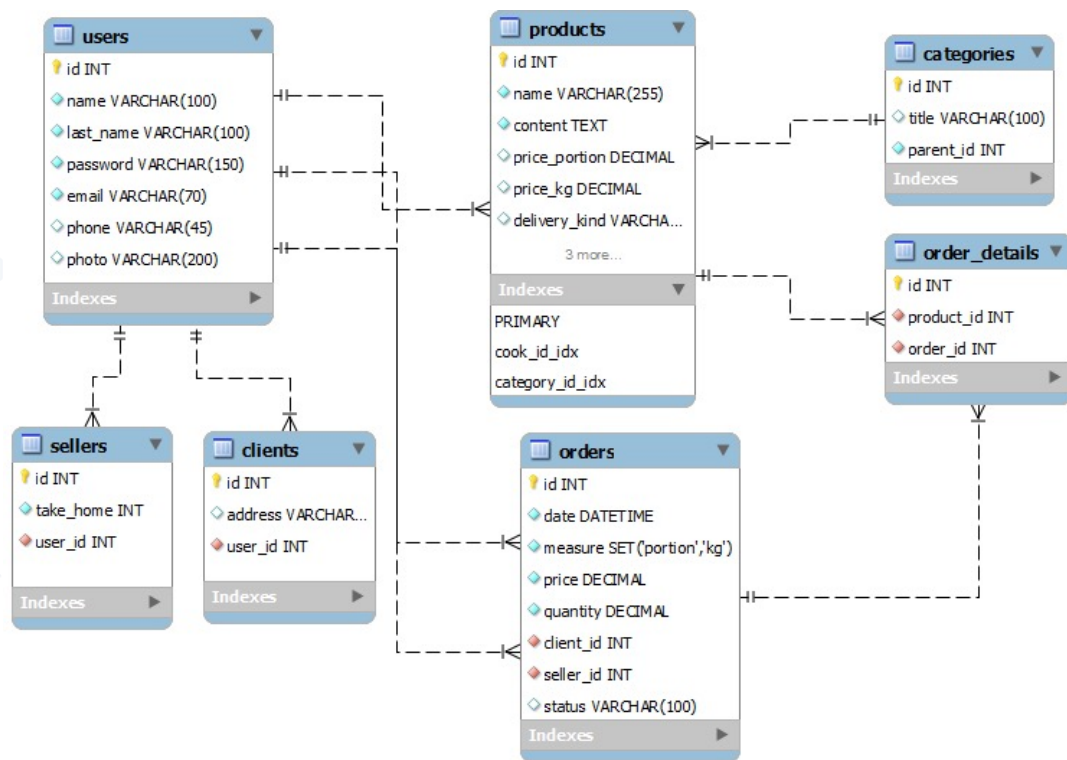 users
id INT
name VARCHAR(100)
last_name VARCHAR(100)
password VARCHAR(150)
email VARCHAR(70)
phone VARCHAR(45)
photo VARCHAR(200)
Indexes
products
id INT
name VARCHAR(255)
content TEXT
price_portion DECIMAL
price_kg DECIMAL
delivery_kind VARCHA...
3 more...
Indexes
PRIMARY
cook_id_idx
category_id_idx
categories
id INT
title VARCHAR(100)
parent_id INT
Indexes
order_details
id INT
product_id INT
order_id INT
Indexes
sellers
id INT
take_home INT
user_id INT
Indexes
clients
id INT
address VARCHAR...
user_id INT
Indexes
orders
id INT
date DATETIME
measure SET('portion','kg')
price DECIMAL
quantity DECIMAL
client_id INT
seller_id INT
status VARCHAR(100)
Indexes